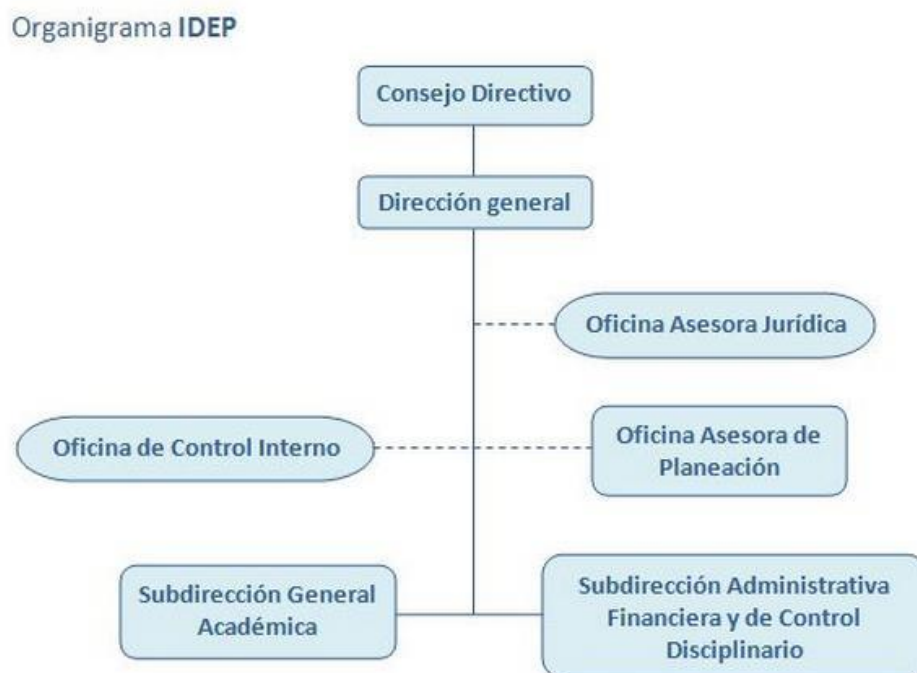 Organigrama IDEP
Consejo Directivo
Dirección general
Oficina Asesora Jurídica
Oficina de Control Interno
Oficina Asesora de
Planeación
Subdirección General
Académica
Subdirección Administrativa
Financiera y de Control
Disciplinario